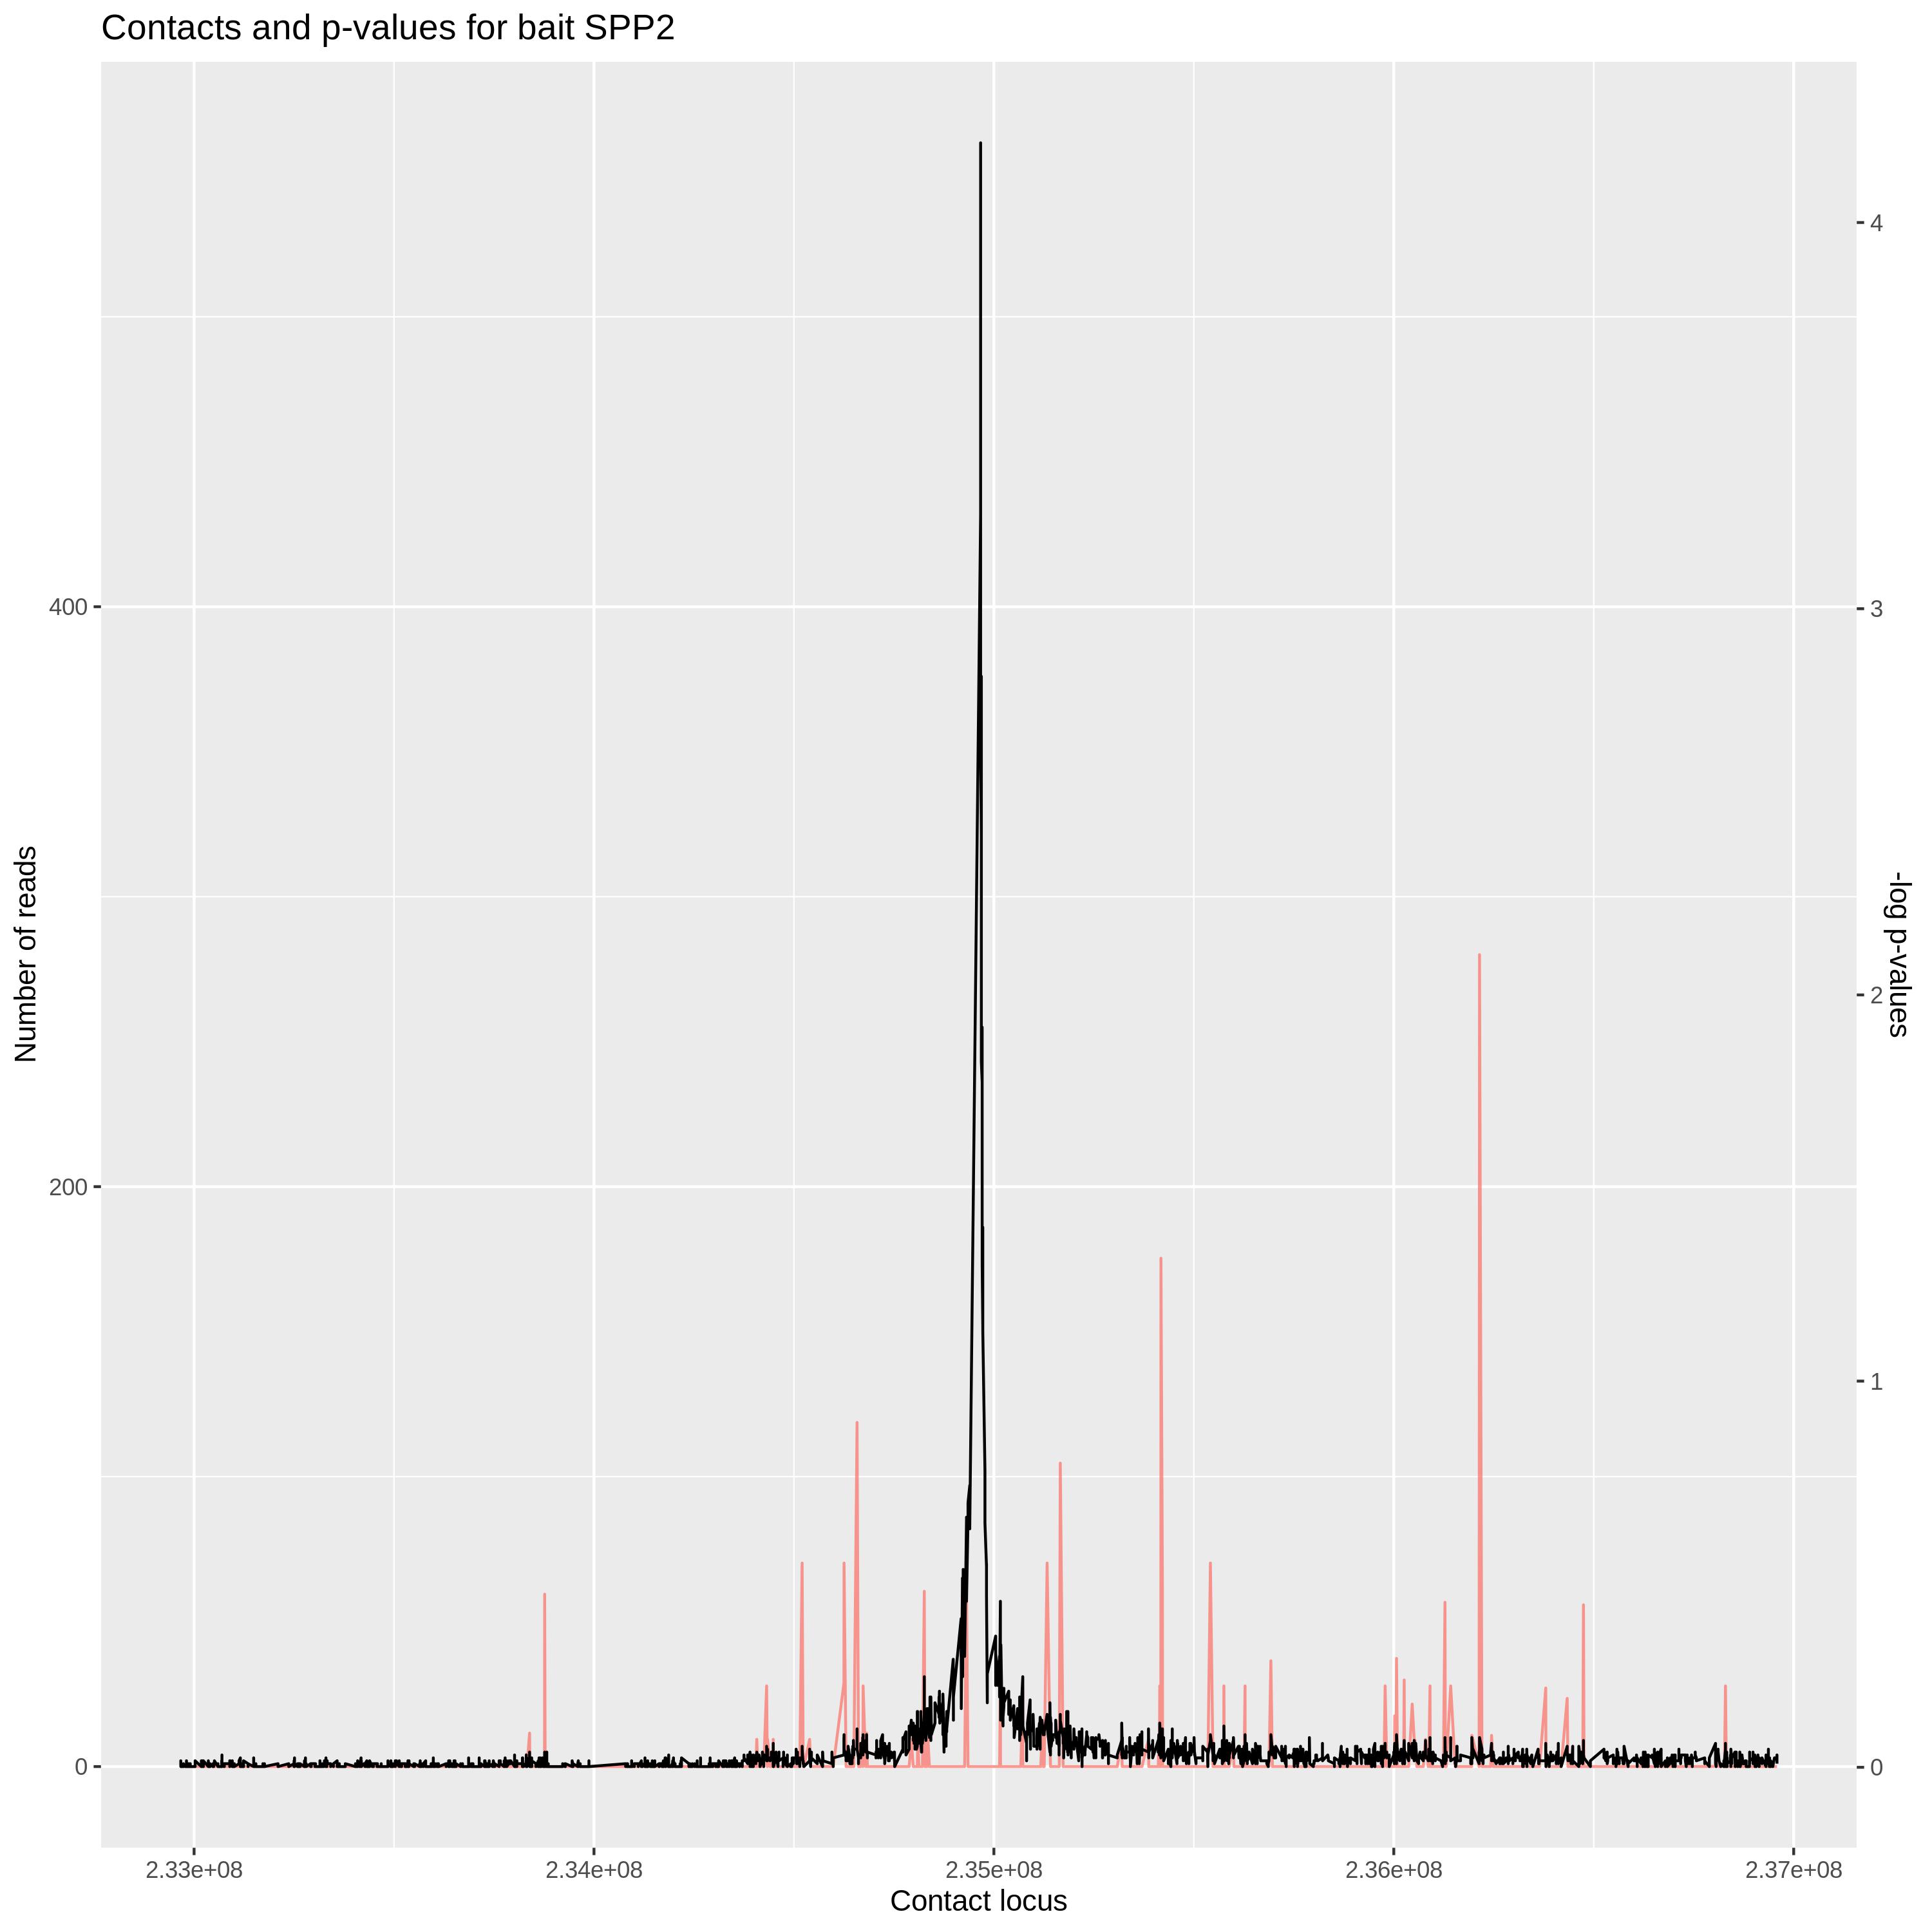 Contacts and p-values for bait SPP2
Number of reads
400
200
0
4
3
2
1
0
-log p-values
2.33e+08
2.34e+08
2.35e+08
2.36e+08
2.37e+08
Contact locus